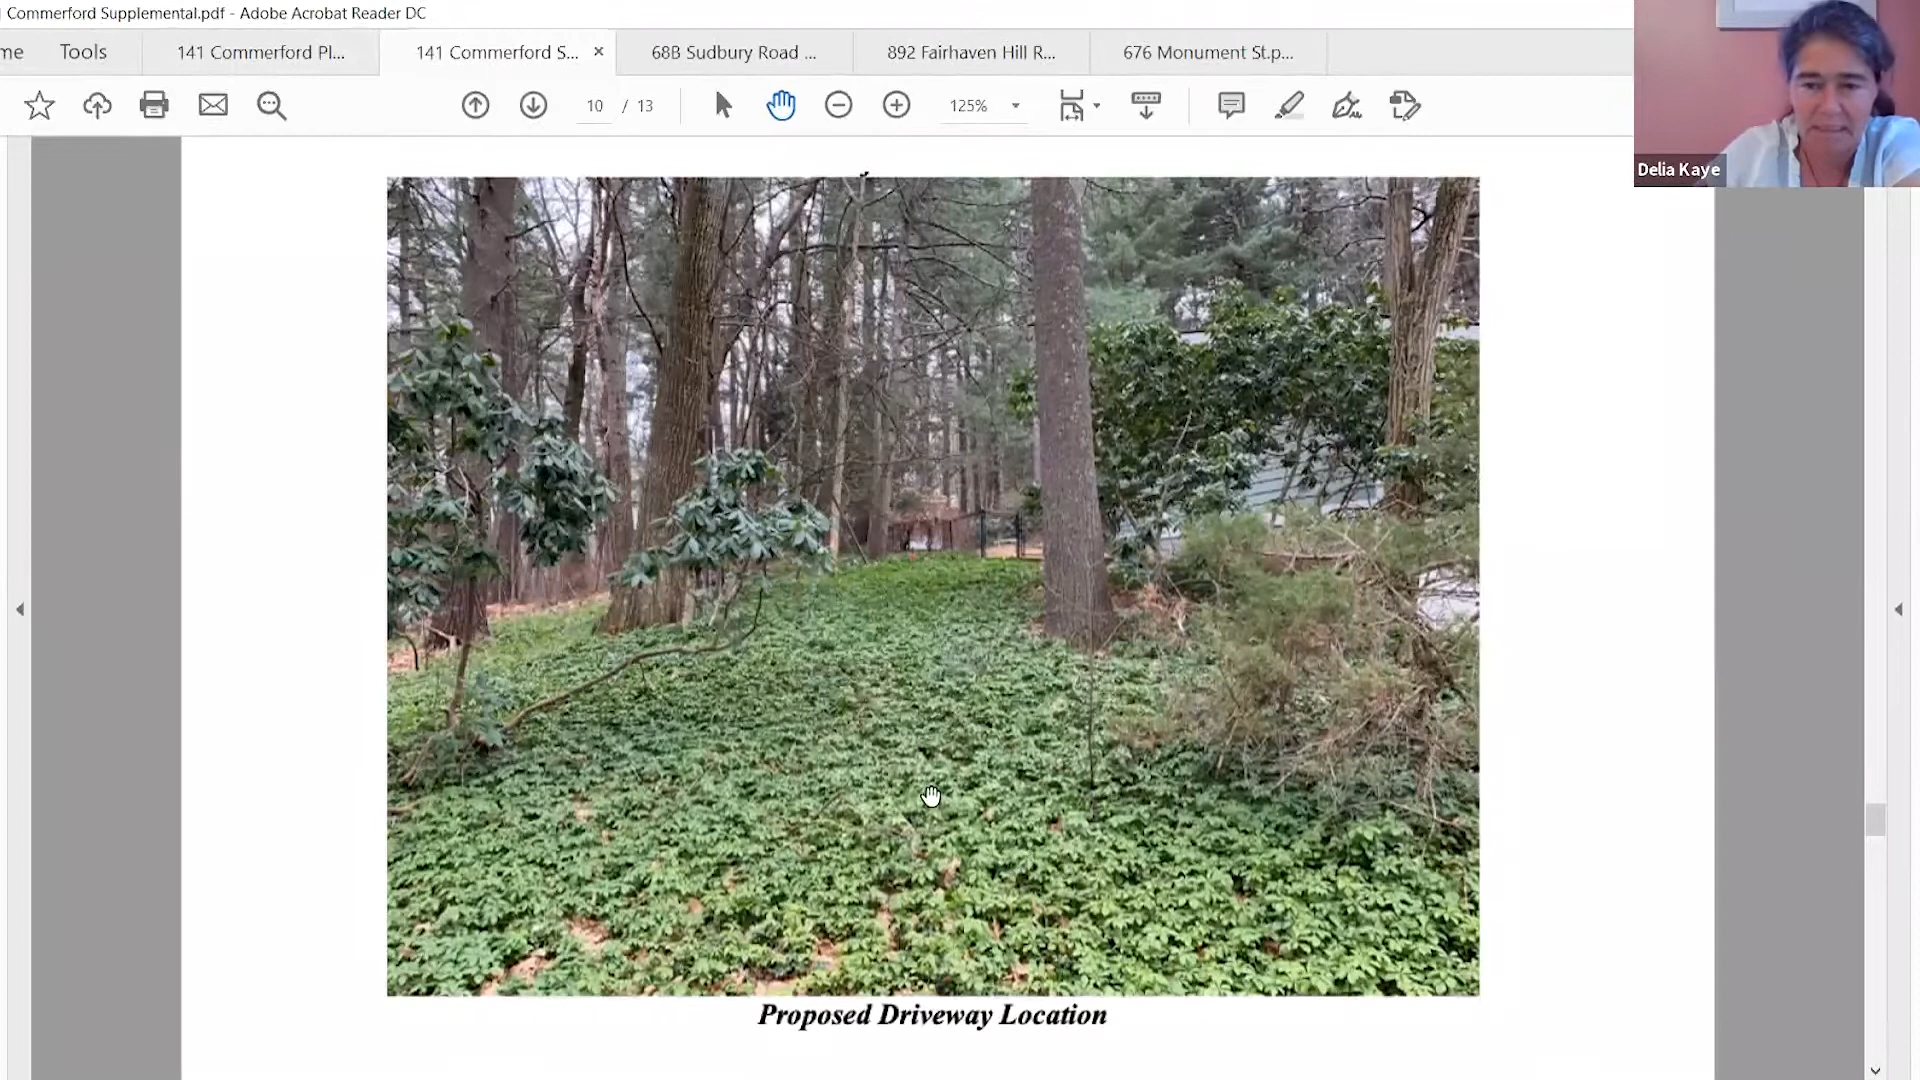 Commerford Supplemental.pdf - Adobe Acrobat Reader DC
me
Tools
141 Commerford Pl...
141 Commerford S...
68B Sudbury Road ...
892 Fairhaven Hill R...
676 Monument St.p...
10 / 13
125%
Delia Kaye
Proposed Driveway Location